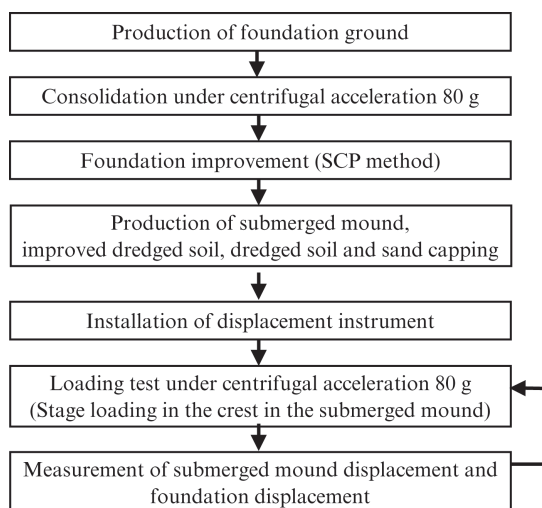 Production of foundation ground
Consolidation under centrifugal acceleration 80 g
Foundation improvement (SCP method)
Production of submerged mound,
improved dredged soil, dredged soil and sand capping
Installation of displacement instrument
Loading test under centrifugal acceleration 80 g
(Stage loading in the crest in the submerged mound)
Measurement of submerged mound displacement and
foundation displacement